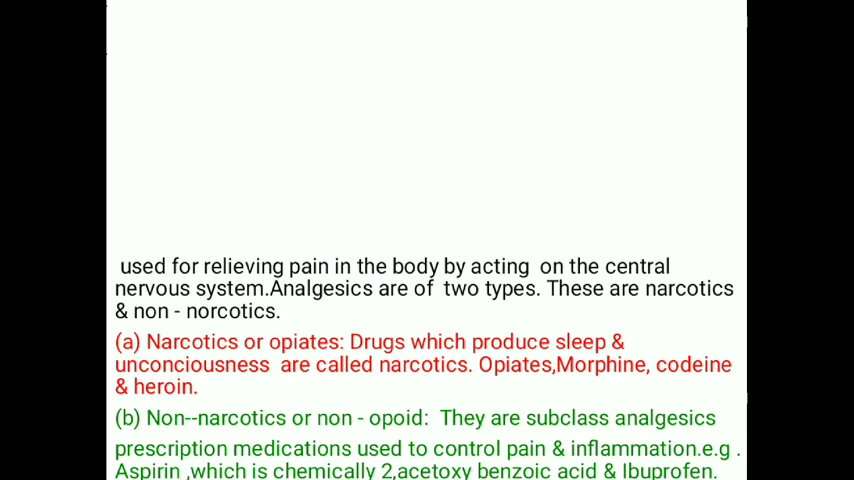 used for relieving pain in the body by acting on the central
nervous system.Analgesics are of two types. These are narcotics
& non - norcotics.
(a) Narcotics or opiates: Drugs which produce sleep &
unconciousness are called narcotics. Opiates,Morphine, codeine
& heroin.
(b) Non--narcotics or non - opoid: They are subclass analgesics
prescription medications used to control pain & inflammation.e.g .
Aspirin ,which is chemically 2,acetoxy benzoic acid & Ibuprofen.